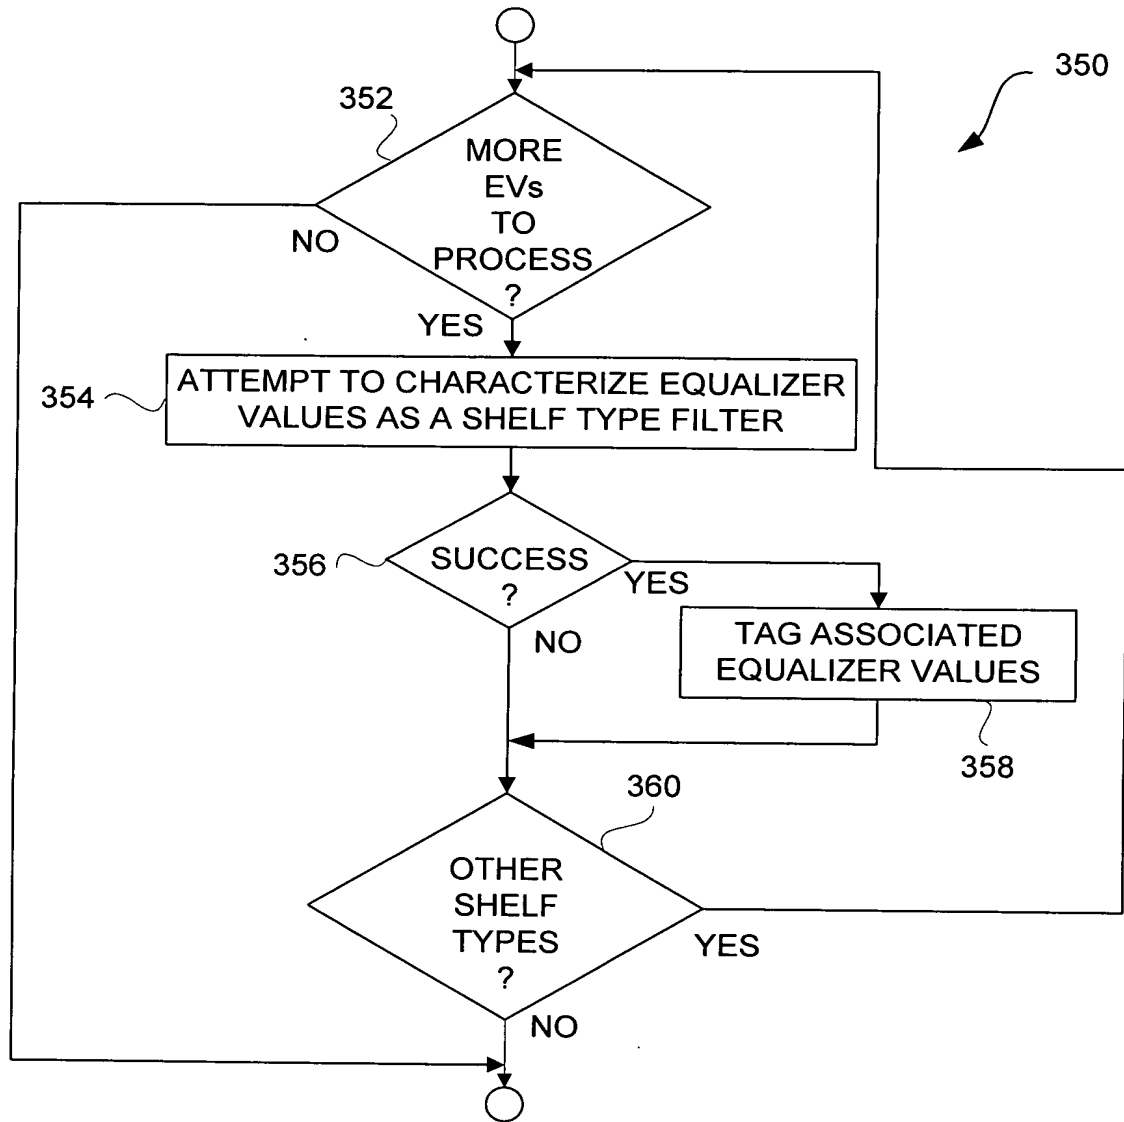 350
352
MORE
EVs
TO
PROCESS
?
NO
YES
354
ATTEMPT TO CHARACTERIZE EQUALIZER
VALUES AS A SHELF TYPE FILTER
356
SUCCESS
?
YES
NO
TAG ASSOCIATED
EQUALIZER VALUES
358
360
OTHER
SHELF
TYPES
?
YES
NO